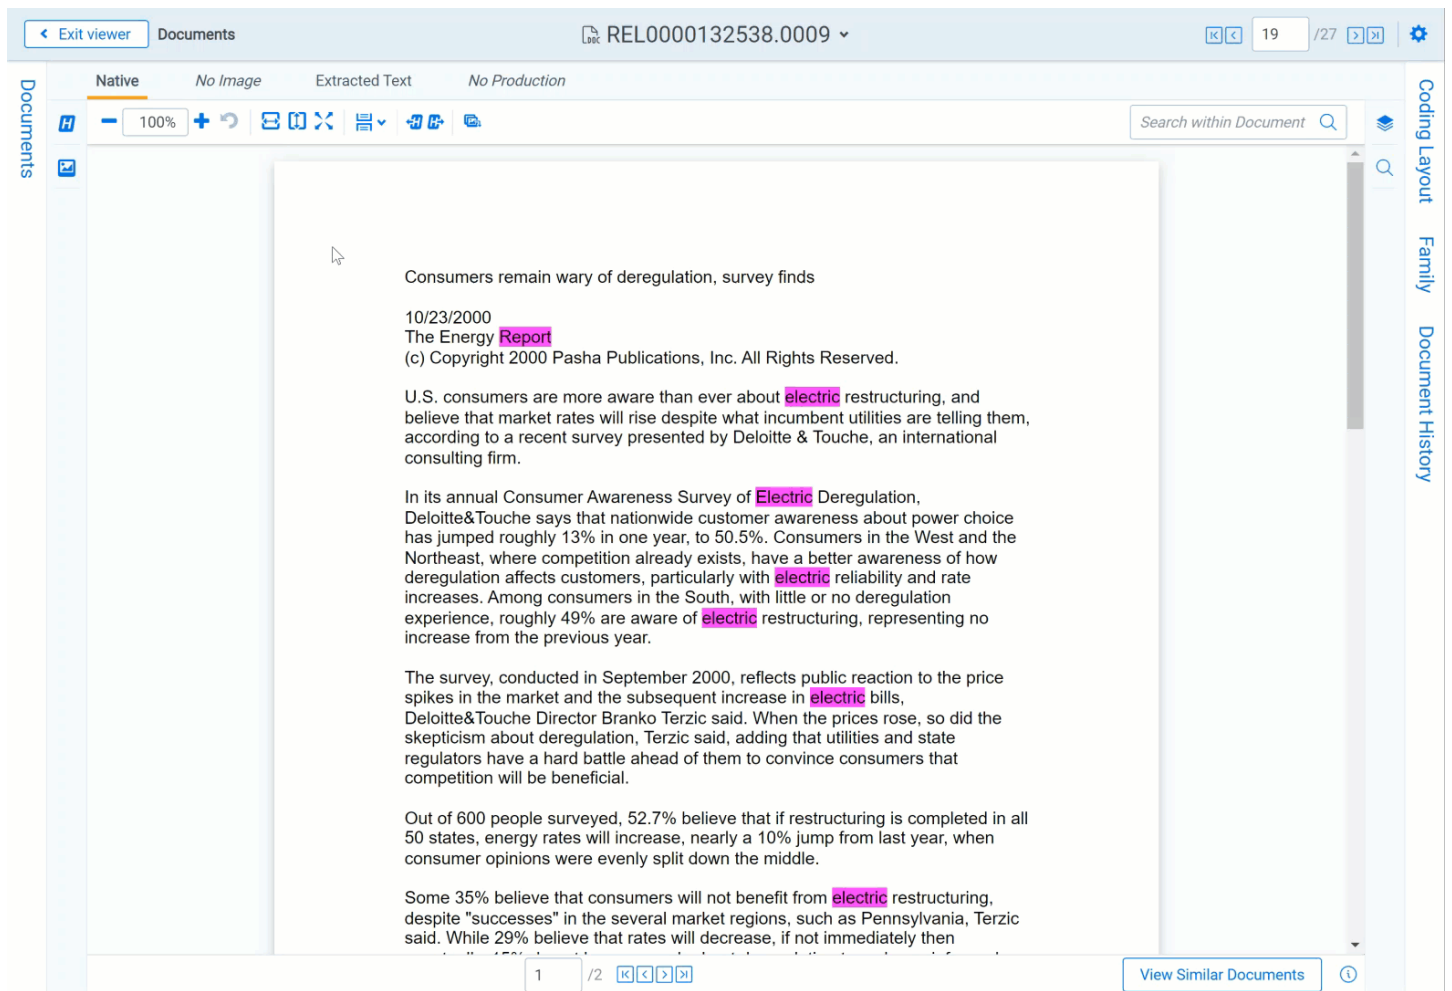 Exit viewer
Documents
REL0000132538.0009
19 /27
Documents
Native
No Image
Extracted Text
No Production
100%
Search within Document
Coding Layout
Family
Document History
Consumers remain wary of deregulation, survey finds
10/23/2000
The Energy Report
(c) Copyright 2000 Pasha Publications, Inc. All Rights Reserved.
U.S. consumers are more aware than ever about electric restructuring, and
believe that market rates will rise despite what incumbent utilities are telling them,
according to a recent survey presented by Deloitte & Touche, an international
consulting firm.
In its annual Consumer Awareness Survey of Electric Deregulation,
Deloitte&Touche says that nationwide customer awareness about power choice
has jumped roughly 13% in one year, to 50.5%. Consumers in the West and the
Northeast, where competition already exists, have a better awareness of how
deregulation affects customers, particularly with electric reliability and rate
increases. Among consumers in the South, with little or no deregulation
experience, roughly 49% are aware of electric restructuring, representing no
increase from the previous year.
The survey, conducted in September 2000, reflects public reaction to the price
spikes in the market and the subsequent increase in electric bills,
Deloitte&Touche Director Branko Terzic said. When the prices rose, so did the
skepticism about deregulation, Terzic said, adding that utilities and state
regulators have a hard battle ahead of them to convince consumers that
competition will be beneficial.
Out of 600 people surveyed, 52.7% believe that if restructuring is completed in all
50 states, energy rates will increase, nearly a 10% jump from last year, when
consumer opinions were evenly split down the middle.
Some 35% believe that consumers will not benefit from electric restructuring,
despite "successes" in the several market regions, such as Pennsylvania, Terzic
said. While 29% believe that rates will decrease, if not immediately then
1 /2
View Similar Documents